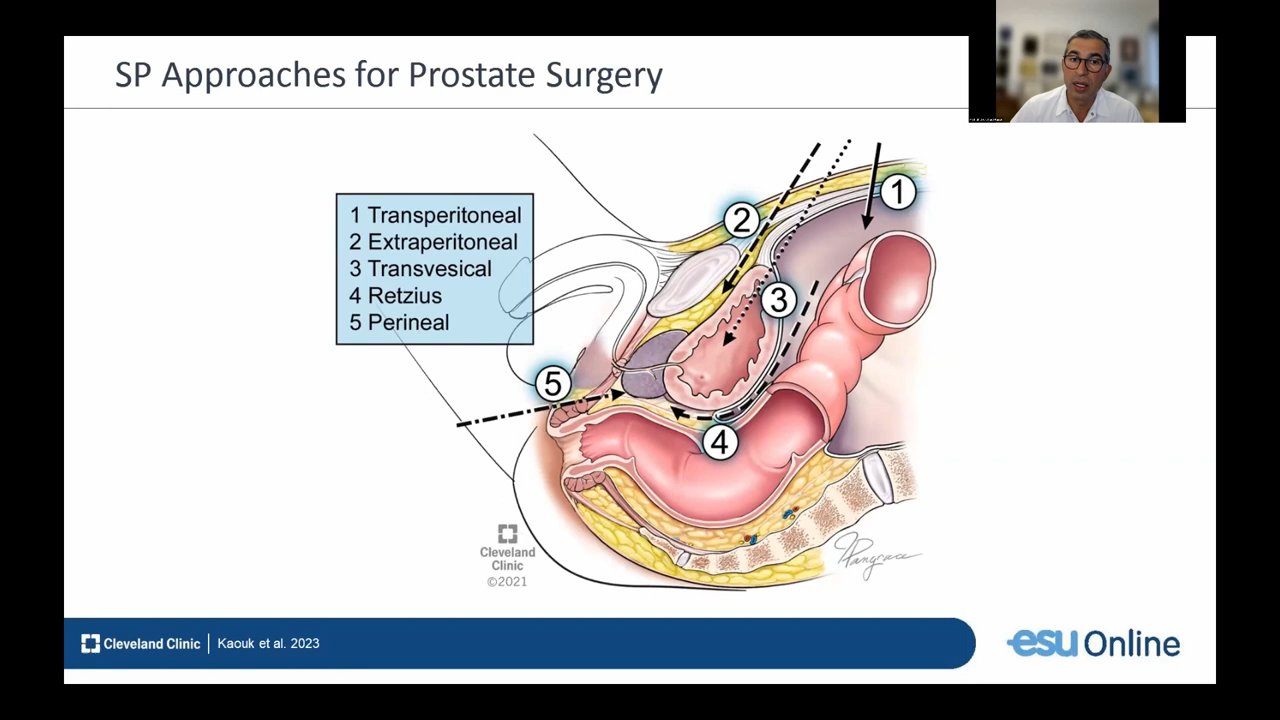 SP Approaches for Prostate Surgery
1 Transperitoneal
2 Extraperitoneal
3 Transvesical
4 Retzius
5 Perineal
1
2
3
4
5
Cleveland
Clinic
©2021
Pangrace
Cleveland Clinic | Kaouk et al. 2023
esu Online